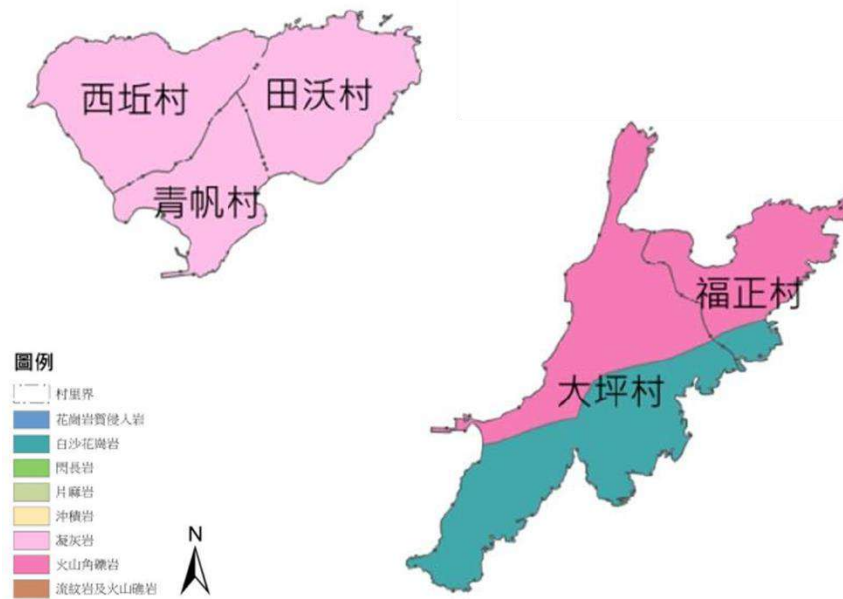 西坵村
田沃村
青帆村
福正村
大坪村
圖例
村里界
花崗岩質侵入岩
白沙花崗岩
閃長岩
片麻岩
沖積岩
凝灰岩
火山角礫岩
流紋岩及火山礁岩
N